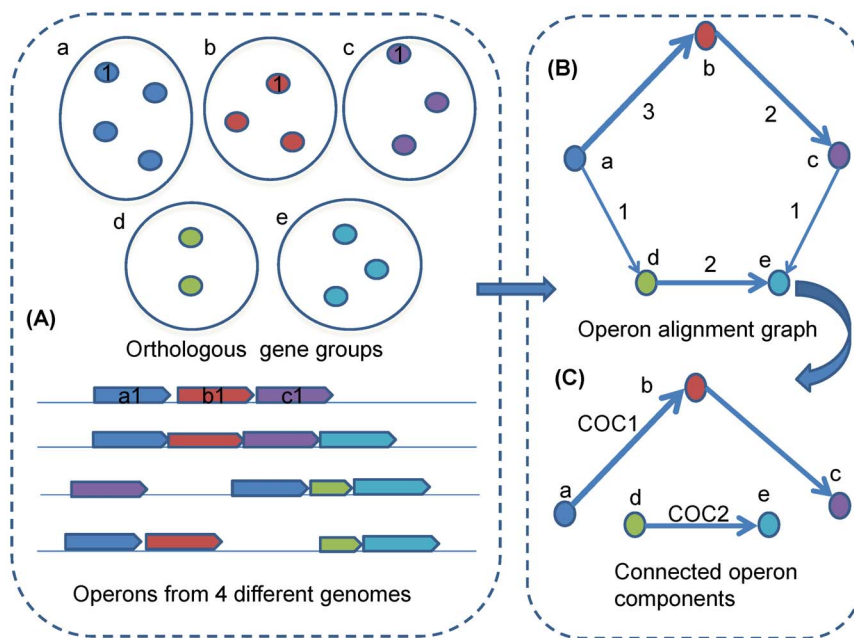 a
b
c
1
1
1
d
e
(A)
Orthologous gene groups
a1 b1 c1
Operons from 4 different genomes
(B)
b
3
2
a
c
1
1
d
e
2
Operon alignment graph
(C)
b
COC1
a
d
e
c
COC2
Connected operon
components